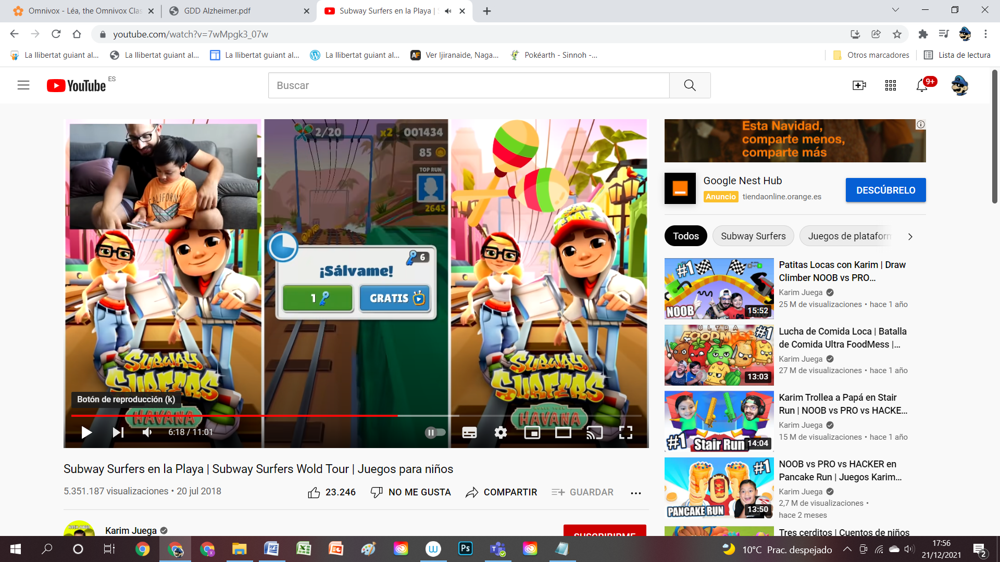 Omnivox - Léa, the Omnivox Clas
GDD Alzheimer.pdf
Subway Surfers en la Playa |
youtube.com/watch?v=7wMpgk3_07w
La llibertat guiant al...
La llibertat guiant al...
La llibertat guiant al...
La llibertat guiant al...
AF
Ver Ijiranaide, Naga...
Pokéarth - Sinnoh -...
Otros marcadores
Lista de lectura
YouTube
ES
Buscar
9+
2/20
x2
001434
85
TOP RUN
2645
CALIFORNI
6
¡Sálvame!
1
GRATIS
SUBWAY
SURFERS
HAVANA
SUBWAY
SURFERS
HAVANA
Botón de reproducción (k)
6:18 / 11:01
Subway Surfers en la Playa | Subway Surfers Wold Tour | Juegos para niños
5.351.187 visualizaciones • 20 jul 2018
23.246
NO ME GUSTA
COMPARTIR
GUARDAR
Karim Juega
SUSCRIBIRME
Esta Navidad,
comparte menos,
comparte más
Google Nest Hub
Anuncio
tiendaonline.orange.es
DESCÚBRELO
Todos
Subway Surfers
Juegos de plataform
#1
NOOB
15:52
Patitas Locas con Karim | Draw
Climber NOOB vs PRO...
Karim Juega
25 M de visualizaciones • hace 1 año
ULTRA
FOODMESS
#1
13:03
Lucha de Comida Loca | Batalla
de Comida Ultra FoodMess |...
Karim Juega
27 M de visualizaciones • hace 1 año
#1
Stair Run
14:04
Karim Trollea a Papá en Stair
Run | NOOB vs PRO vs HACKE...
Karim Juega
15 M de visualizaciones • hace 1 año
#1
PANCAKE RUN
13:50
NOOB vs PRO vs HACKER en
Pancake Run | Juegos Karim...
Karim Juega
2,7 M de visualizaciones •
hace 2 meses
Tres cerditos | Cuentos de niños
10°C
Prac. despejado
17:56
21/12/2021
2